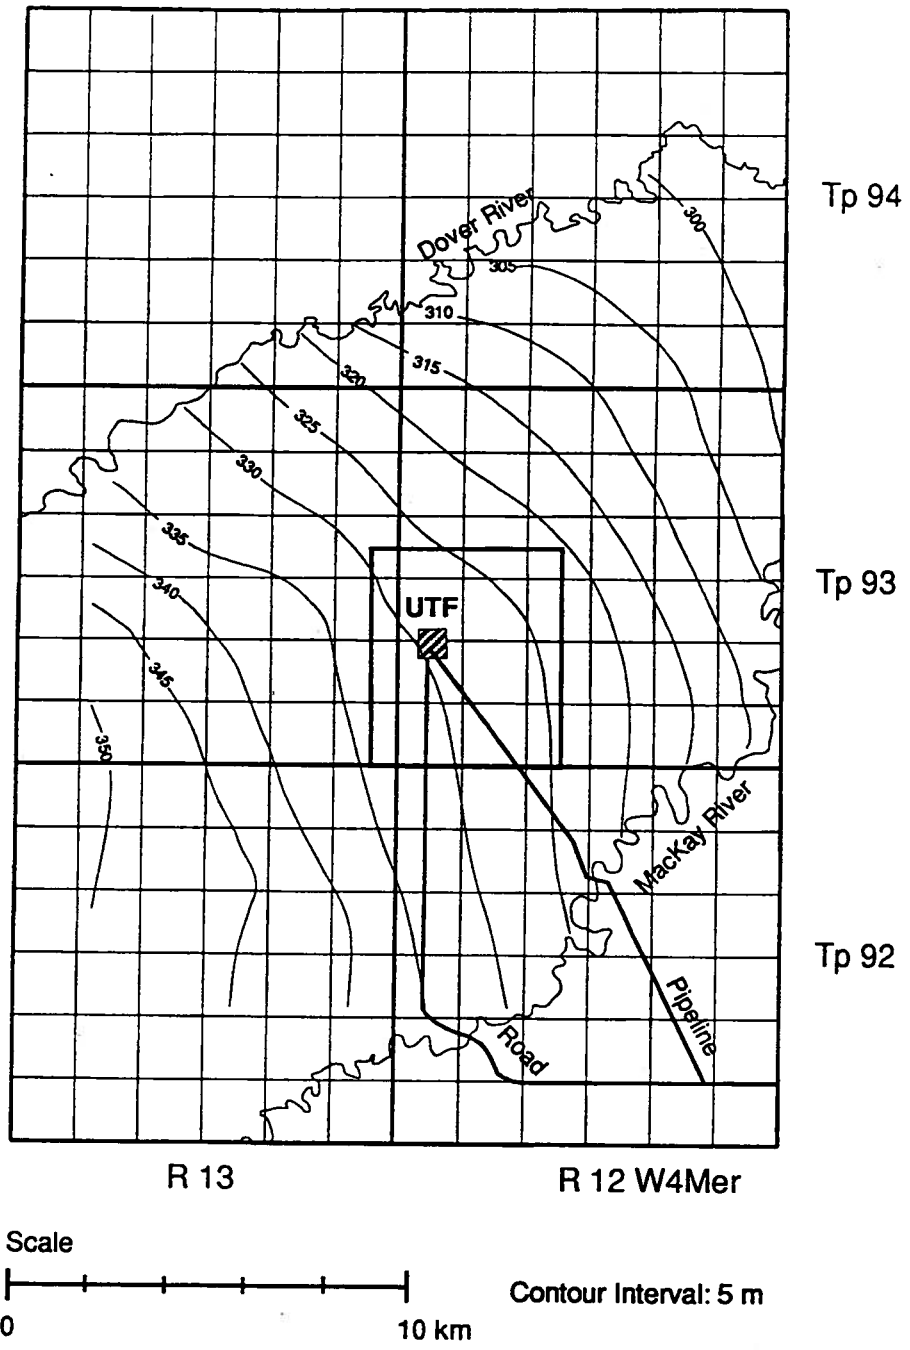 Tp 94
300
Dover River
305
310
315
320
325
330
335
Tp 93
340
UTF
345
350
MacKay River
Tp 92
Pipeline
Road
R 13
R 12 W4Mer
Scale
Contour Interval: 5 m
0
10 km